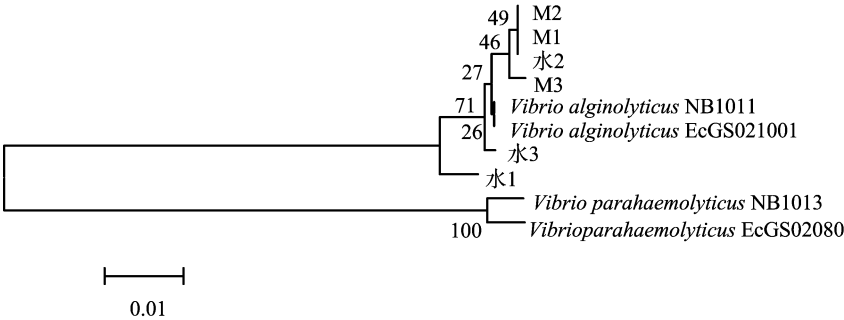 49
M2
M1
46
水2
27
M3
71
Vibrio alginolyticus NB1011
26
Vibrio alginolyticus EcGS021001
水3
水1
Vibrio parahaemolyticus NB1013
100
Vibrioparahaemolyticus EcGS02080
0.01